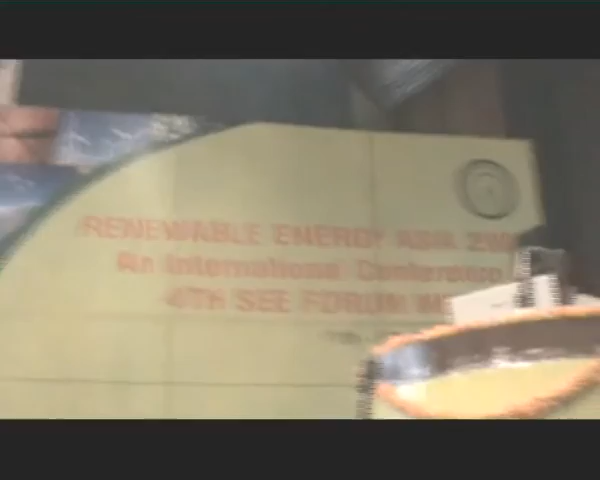 RENEWABLE ENERGY ASIA
An International Conference
4TH SEE FORUM